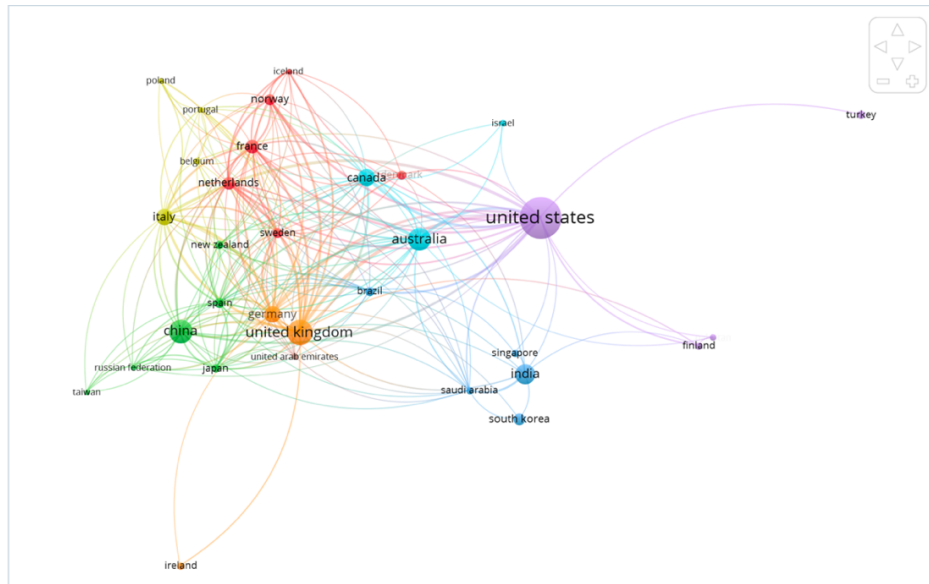 iceland
poland
norway
portugal
turkey
israel
france
belgium
canada
denmark
netherlands
italy
united states
sweden
australia
new zealand
brazil
spain
germany
china
united kingdom
finland
singapore
united arab emirates
russian federation
japan
india
saudi arabia
taiwan
south korea
ireland